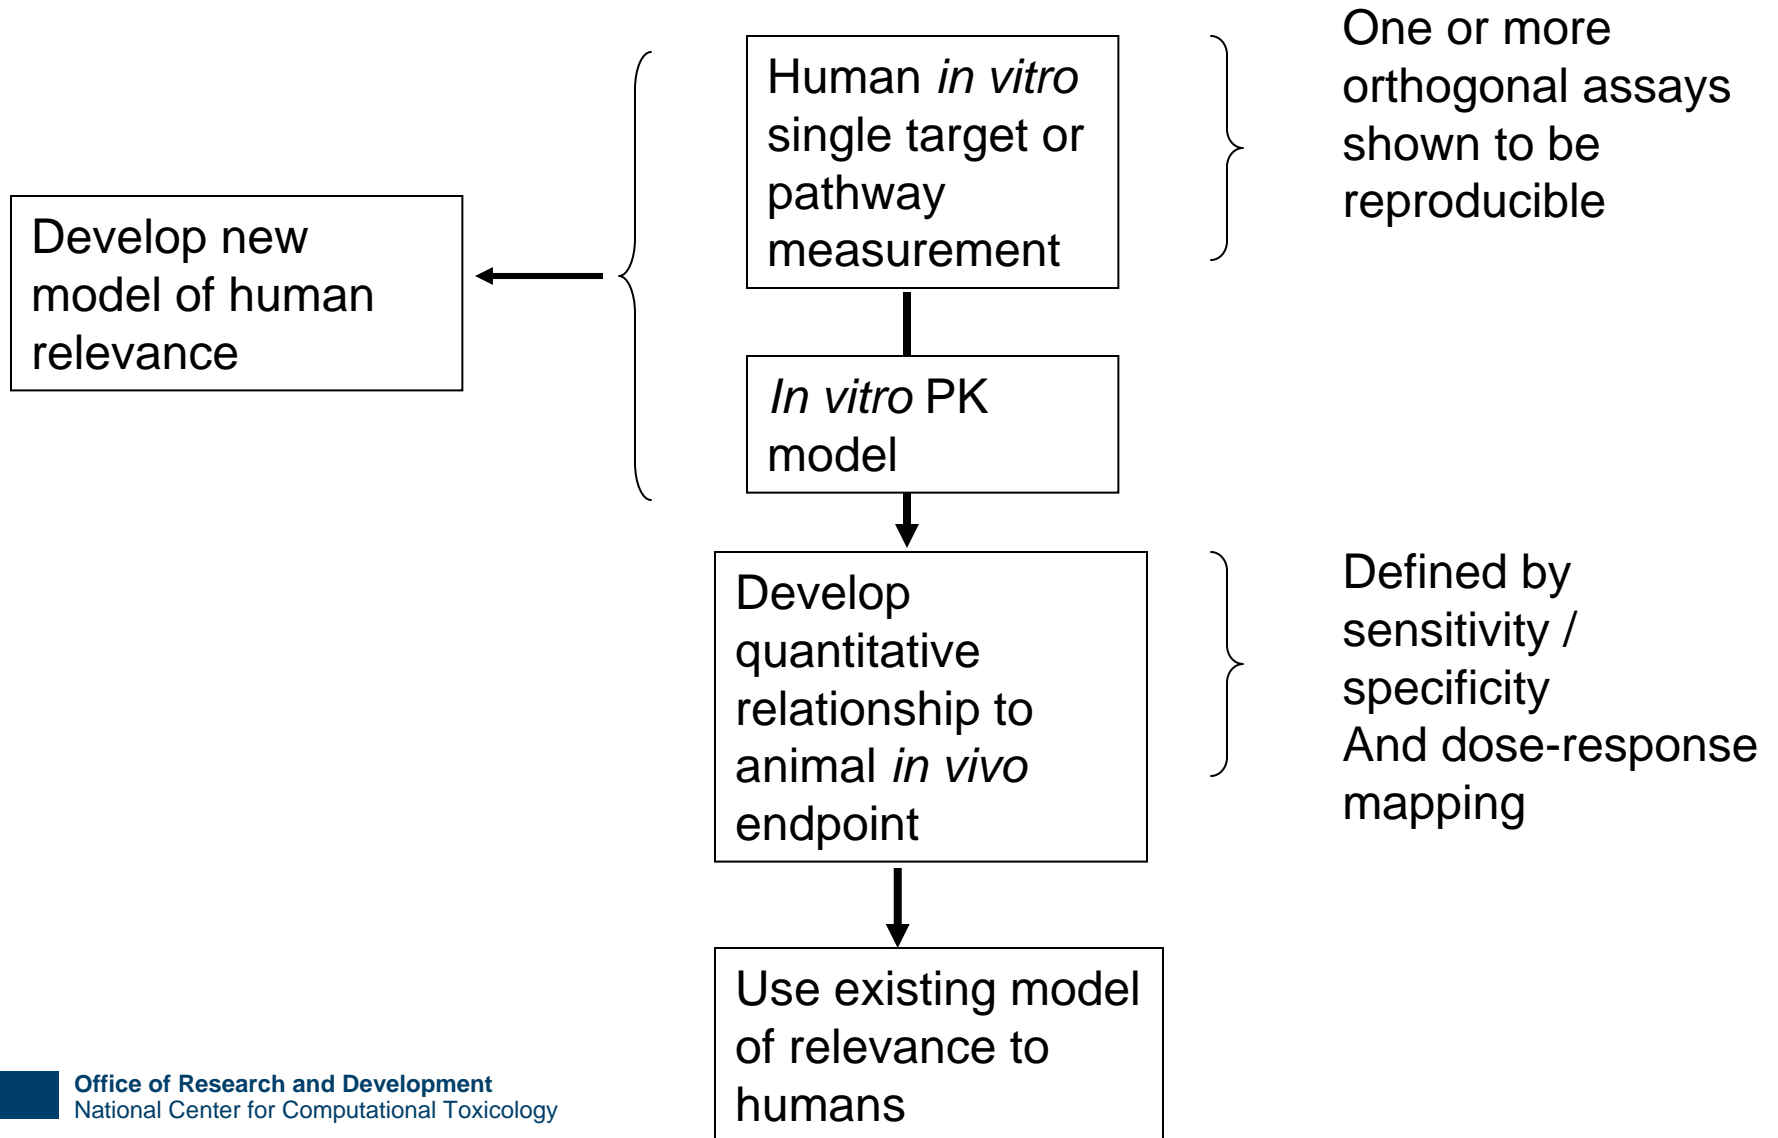 One or more
orthogonal assays
shown to be
reproducible
Human in vitro
single target or
pathway
measurement
Develop new
model of human
relevance
In vitro PK
model
Develop
quantitative
relationship to
animal in vivo
endpoint
Defined by
sensitivity /
specificity
And dose-response
mapping
Use existing model
of relevance to
humans
Office of Research and Development
National Center for Computational Toxicology